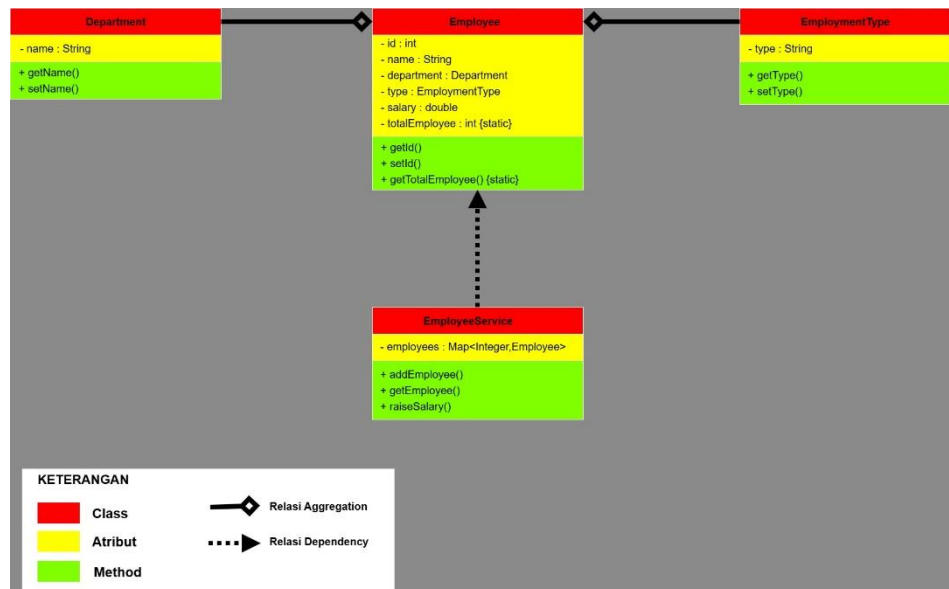 Department
- name : String
+ getName()
+ setName()
Employee
- id : int
- name : String
- department : Department
- type : EmploymentType
- salary : double
- totalEmployee : int {static}
+ getId()
+ setId()
+ getTotalEmployee() {static}
EmploymentType
- type : String
+ getType()
+ setType()
EmployeeService
- employees : Map<Integer,Employee>
+ addEmployee()
+ getEmployee()
+ raiseSalary()
KETERANGAN
Class
Atribut
Method
Relasi Aggregation
Relasi Dependency